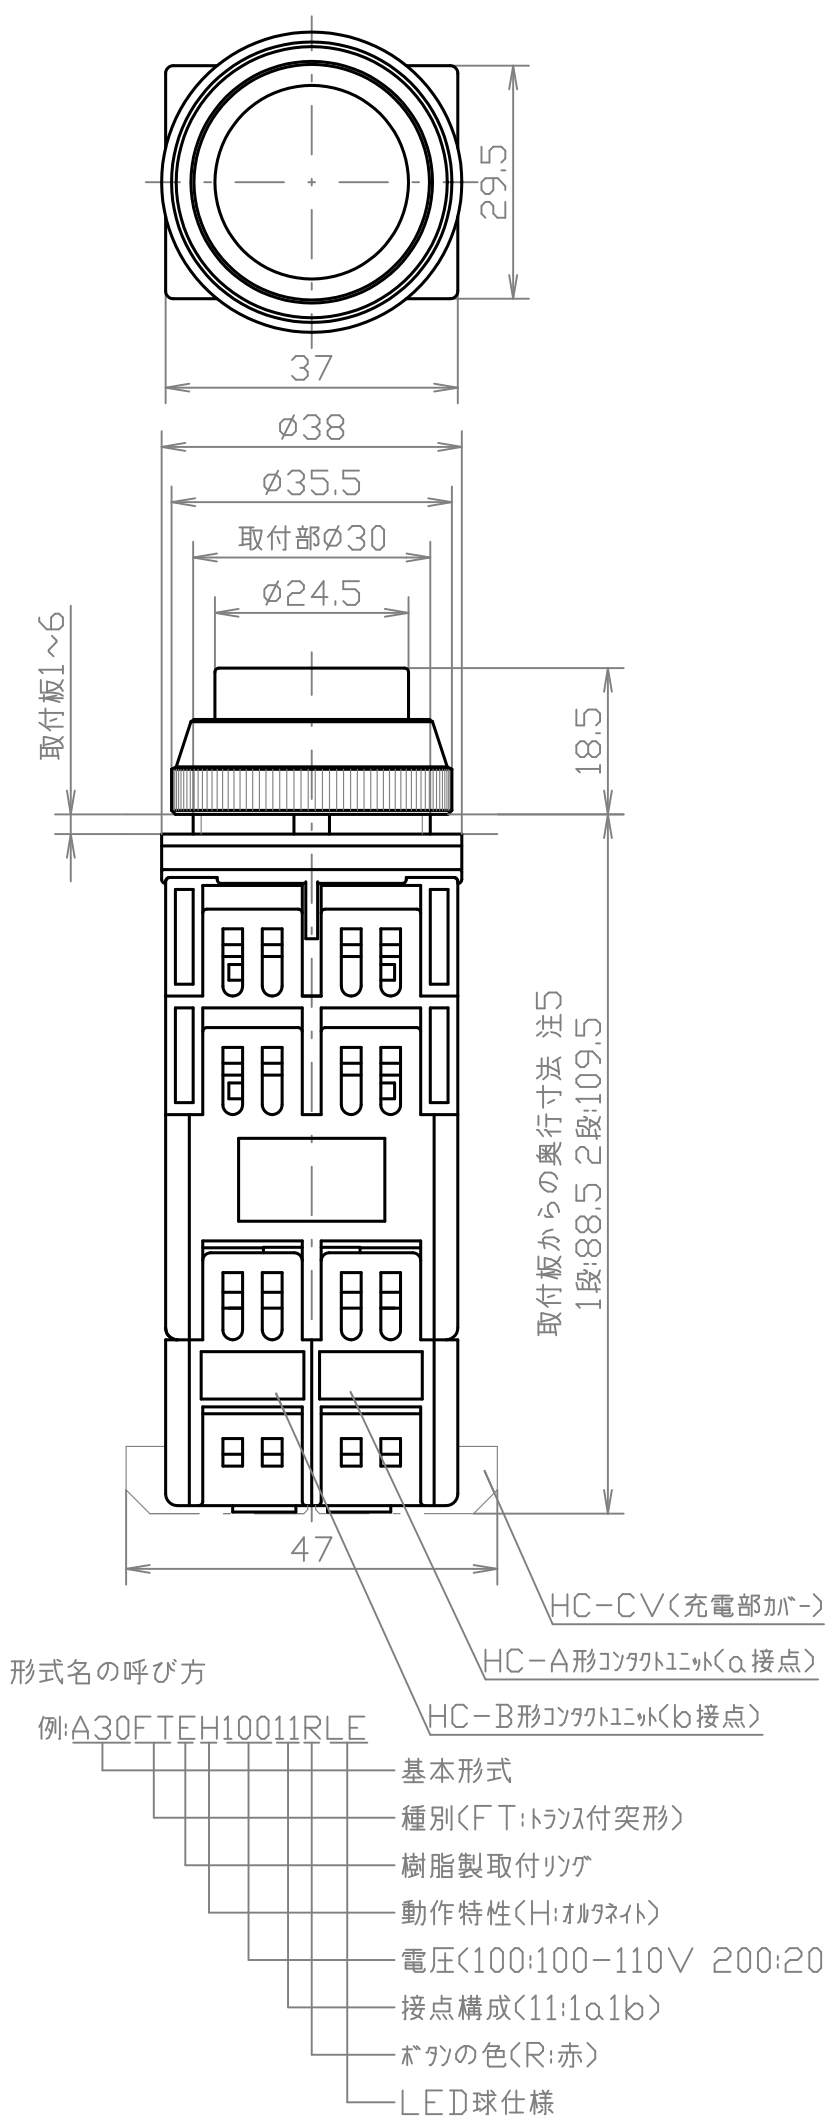 29.5
37
ø38
ø35.5
取付部ø30
ø24.5
取付板1~6
18.5
取付板からの奥行寸法 注5
1段:88.5 2段:109.5
47
HC-CV(充電部ｶﾊﾞｰ)
HC-A形ｺﾝﾀｸﾄﾕﾆｯﾄ(a接点)
形式名の呼び方
HC-B形ｺﾝﾀｸﾄﾕﾆｯﾄ(b接点)
例:A30FTEH10011RLE
基本形式
種別(FT:ﾄﾗﾝｽ付突形)
樹脂製取付ﾘﾝｸﾞ
動作特性(H:ｵﾙﾀﾈｲﾄ)
電圧(100:100-110V 200:20
接点構成(11:1a1b)
ﾎﾞﾀﾝの色(R:赤)
LED球仕様